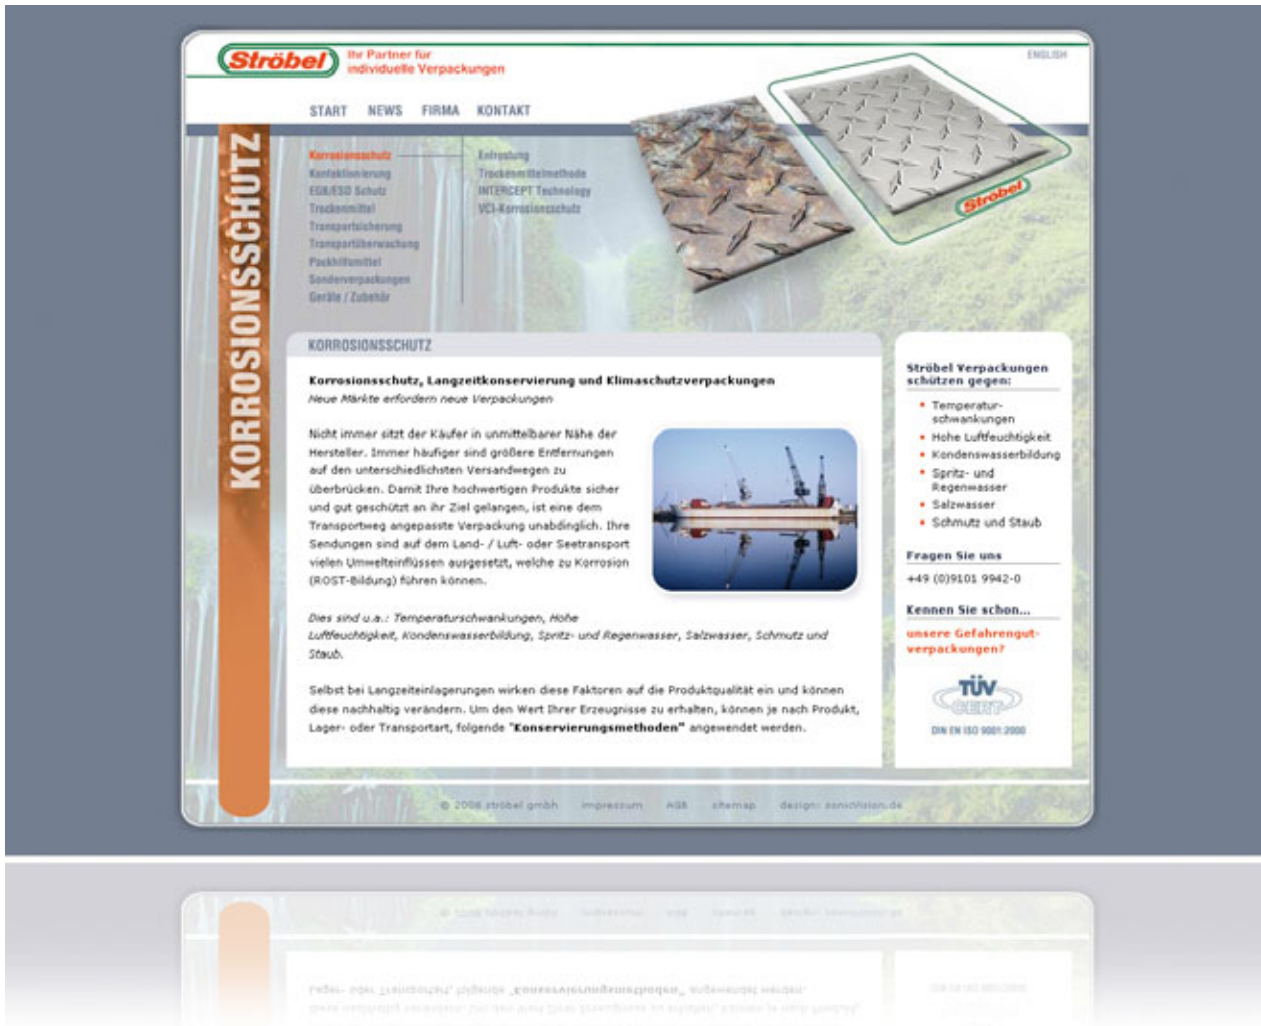 Ströbel
Ihr Partner für
individuelle Verpackungen
ENGLISH
START NEWS FIRMA KONTAKT
KORROSIONSSCHUTZ
Korrosionsschutz
Konfektionierung
EGB/ESD Schutz
Trockenmittel
Transportsicherung
Transportüberwachung
Packhilfsmittel
Sonderverpackungen
Geräte / Zubehör
Entrostung
Trockenmittelmethode
INTERCEPT Technology
VCI-Korrosionsschutz
Ströbel
KORROSIONSSCHUTZ
Korrosionsschutz, Langzeitkonservierung und Klimaschutzverpackungen
Neue Märkte erfordern neue Verpackungen
Nicht immer sitzt der Käufer in unmittelbarer Nähe der
Hersteller. Immer häufiger sind größere Entfernungen
auf den unterschiedlichsten Versandwegen zu
überbrücken. Damit Ihre hochwertigen Produkte sicher
und gut geschützt an ihr Ziel gelangen, ist eine dem
Transportweg angepasste Verpackung unabdinglich. Ihre
Sendungen sind auf dem Land- / Luft- oder Seetransport
vielen Umwelteinflüssen ausgesetzt, welche zu Korrosion
(ROST-Bildung) führen können.
Dies sind u.a.: Temperaturschwankungen, Hohe
Luftfeuchtigkeit, Kondenswasserbildung, Spritz- und Regenwasser, Salzwasser, Schmutz und
Staub.
Selbst bei Langzeiteinlagerungen wirken diese Faktoren auf die Produktqualität ein und können
diese nachhaltig verändern. Um den Wert Ihrer Erzeugnisse zu erhalten, können je nach Produkt,
Lager- oder Transportart, folgende "Konservierungsmethoden" angewendet werden.
Ströbel Verpackungen
schützen gegen:
• Temperatur-
schwankungen
• Hohe Luftfeuchtigkeit
• Kondenswasserbildung
• Spritz- und
Regenwasser
• Salzwasser
• Schmutz und Staub
Fragen Sie uns
+49 (0)9101 9942-0
Kennen Sie schon...
unsere Gefahrengut-
verpackungen?
TÜV
CERT
DIN EN ISO 9001:2000
© 2006 ströbel gmbh impressum AGB sitemap design: sonicVision.de